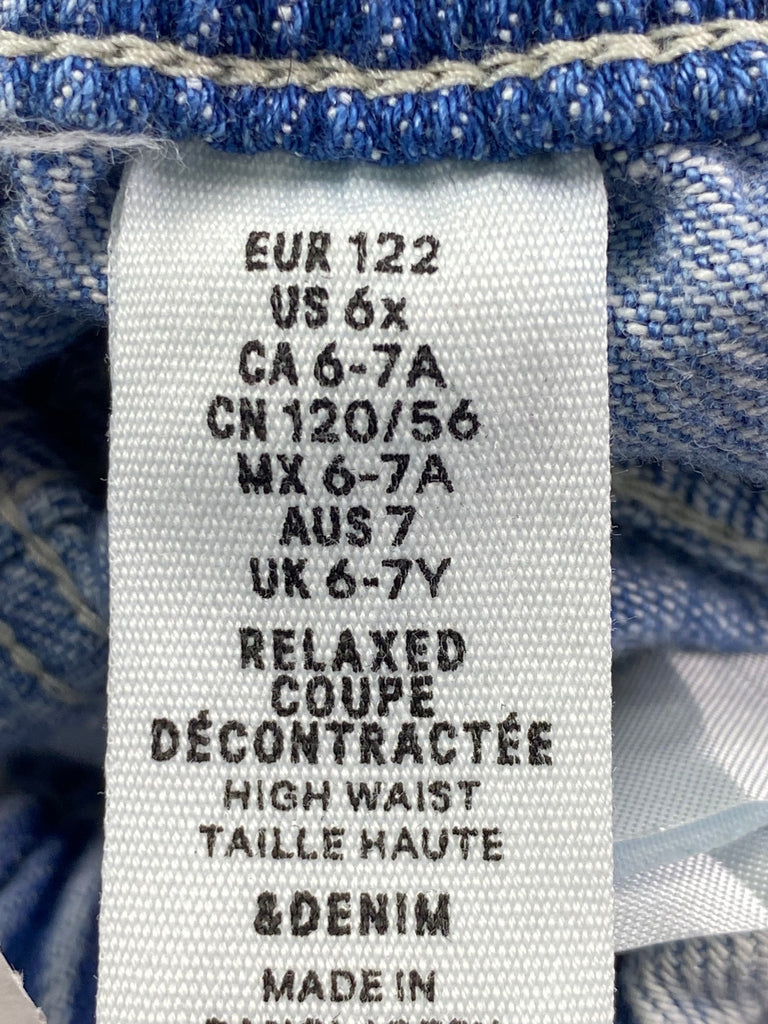 EUR 122
US 6x
CA 6-7A
CN 120/56
MX 6-7A
AUS 7
UK 6-7Y
RELAXED
COUPE
DÉCONTRACTÉE
HIGH WAIST
TAILLE HAUTE
&DENIM
MADE IN